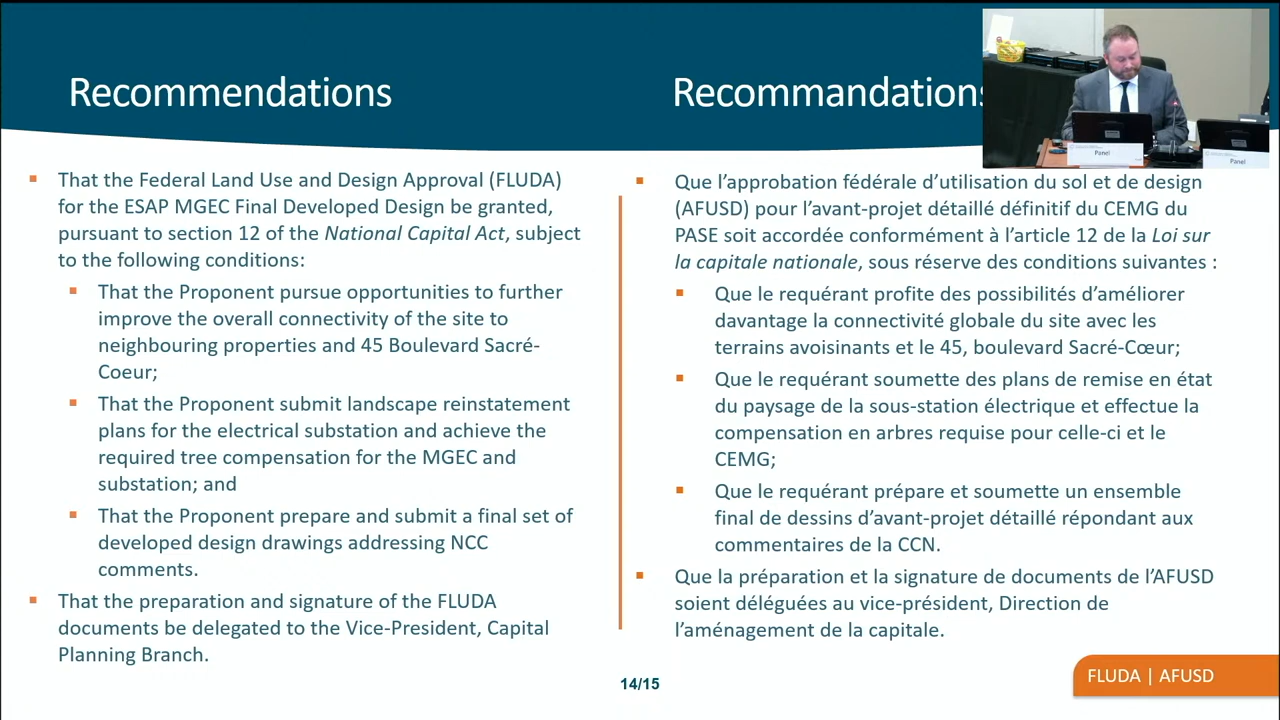 Recommendations
That the Federal Land Use and Design Approval (FLUDA)
for the ESAP MGEC Final Developed Design be granted,
pursuant to section 12 of the National Capital Act, subject
to the following conditions:
That the Proponent pursue opportunities to further
improve the overall connectivity of the site to
neighbouring properties and 45 Boulevard Sacré-
Coeur;
That the Proponent submit landscape reinstatement
plans for the electrical substation and achieve the
required tree compensation for the MGEC and
substation; and
That the Proponent prepare and submit a final set of
developed design drawings addressing NCC
comments.
That the preparation and signature of the FLUDA
documents be delegated to the Vice-President, Capital
Planning Branch.
Recommandations
Que l’approbation fédérale d’utilisation du sol et de design
(AFUSD) pour l’avant-projet détaillé définitif du CEMG du
PASE soit accordée conformément à l’article 12 de la Loi sur
la capitale nationale, sous réserve des conditions suivantes :
Que le requérant profite des possibilités d’améliorer
davantage la connectivité globale du site avec les
terrains avoisinants et le 45, boulevard Sacré-Cœur;
Que le requérant soumette des plans de remise en état
du paysage de la sous-station électrique et effectue la
compensation en arbres requise pour celle-ci et le
CEMG;
Que le requérant prépare et soumette un ensemble
final de dessins d’avant-projet détaillé répondant aux
commentaires de la CCN.
Que la préparation et la signature de documents de l’AFUSD
soient déléguées au vice-président, Direction de
l’aménagement de la capitale.
Panel
Panel
14/15
FLUDA | AFUSD